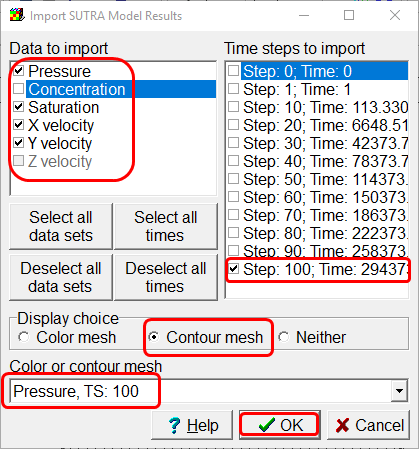 Import SUTRA Model Results
Data to import
Pressure
Concentration
Saturation
X velocity
Y velocity
Z velocity
Select all data sets
Select all times
Deselect all data sets
Deselect all times
Time steps to import
Step: 0; Time: 0
Step: 1; Time: 1
Step: 10; Time: 113.330
Step: 20; Time: 6648.51
Step: 30; Time: 42373.7
Step: 40; Time: 78373.7
Step: 50; Time: 114373.
Step: 60; Time: 150373.
Step: 70; Time: 186373.
Step: 80; Time: 222373.
Step: 90; Time: 258373.
Step: 100; Time: 294373.
Display choice
Color mesh
Contour mesh
Neither
Color or contour mesh
Pressure, TS: 100
? Help
OK
Cancel